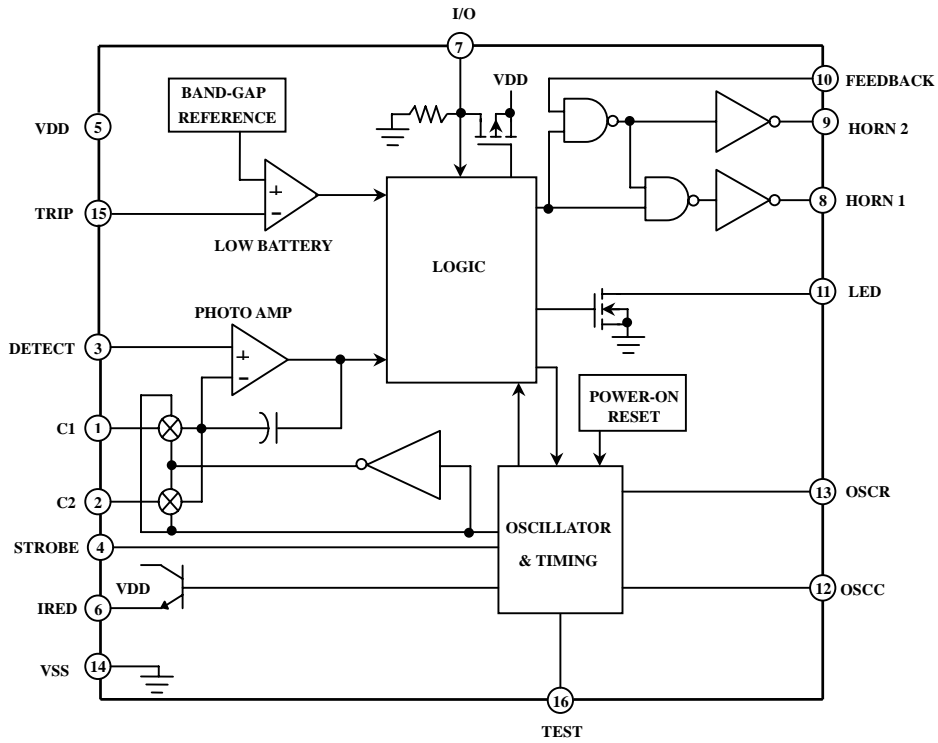 I/O
7
VDD
10 FEEDBACK
BAND-GAP
REFERENCE
VDD 5
9 HORN 2
+
−
TRIP 15
8 HORN 1
LOW BATTERY
LOGIC
11 LED
PHOTO AMP
DETECT 3
+
−
POWER-ON
RESET
C1 1
C2 2
13 OSCR
OSCILLATOR
& TIMING
STROBE 4
VDD
12 OSCC
IRED 6
VSS 14
16
TEST